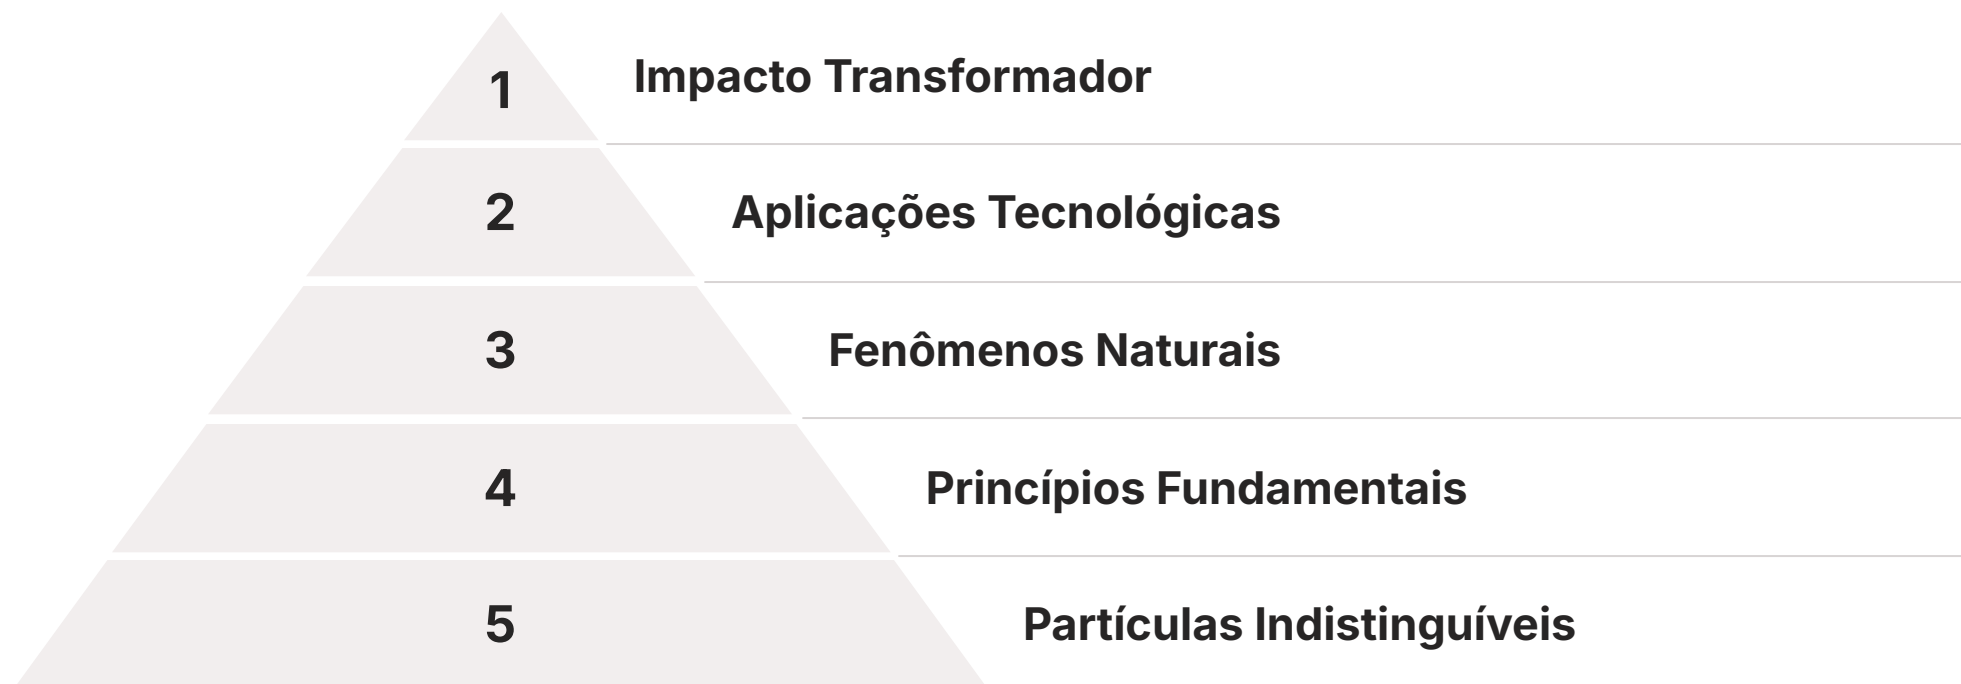 1
Impacto Transformador
2
Aplicações Tecnológicas
3
Fenômenos Naturais
4
Princípios Fundamentais
5
Partículas Indistinguíveis